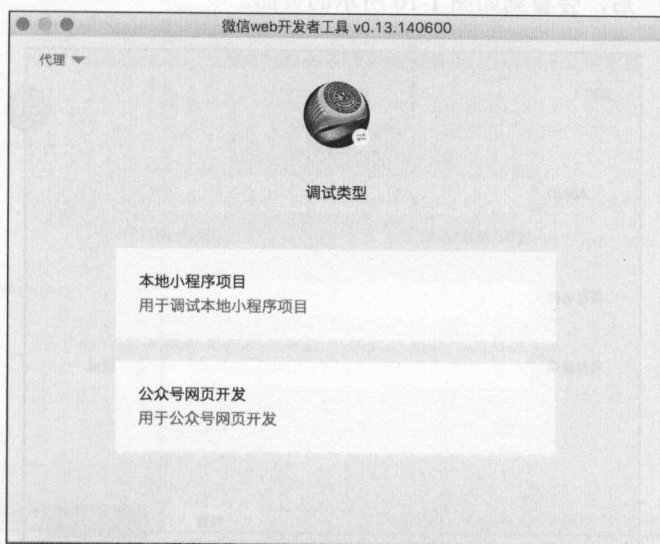 微信web开发者工具 v0.13.140600
代理
调试类型
本地小程序项目
用于调试本地小程序项目
公众号网页开发
用于公众号网页开发